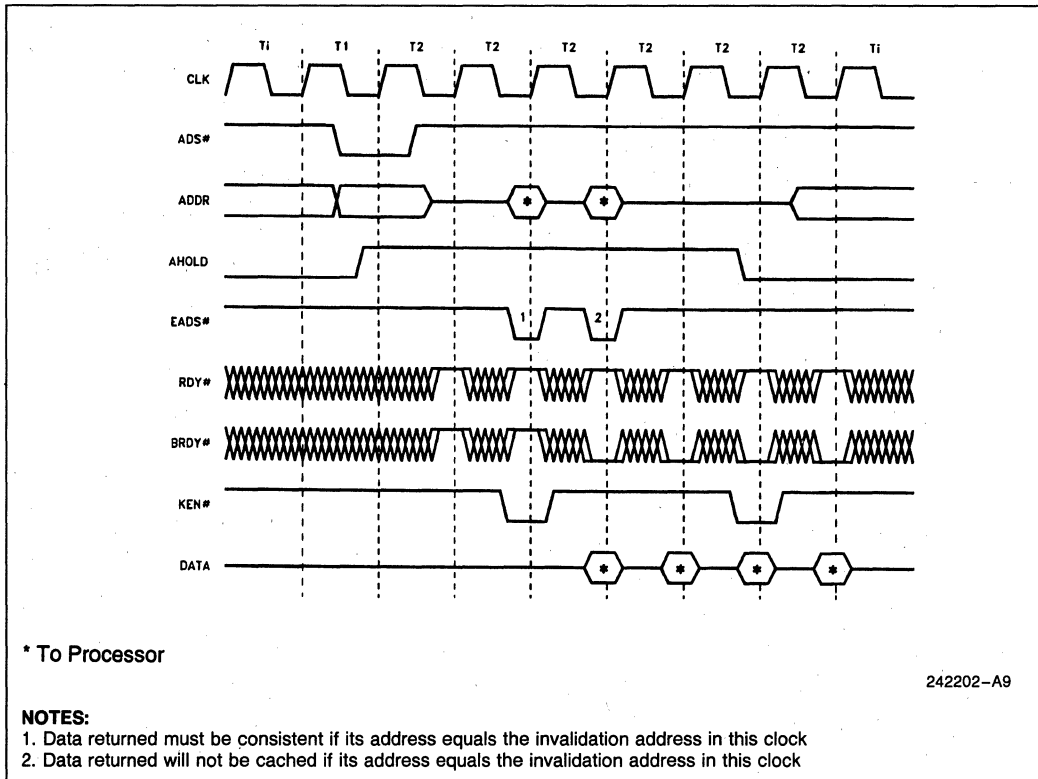 Ti T1 T2 T2 T2 T2 T2 T2 Ti
CLK
ADS#
ADDR * *
AHOLD
EADS# 1 2
RDY#
BRDY#
KEN#
DATA * * * *
* To Processor
242202–A9
NOTES:
1. Data returned must be consistent if its address equals the invalidation address in this clock
2. Data returned will not be cached if its address equals the invalidation address in this clock